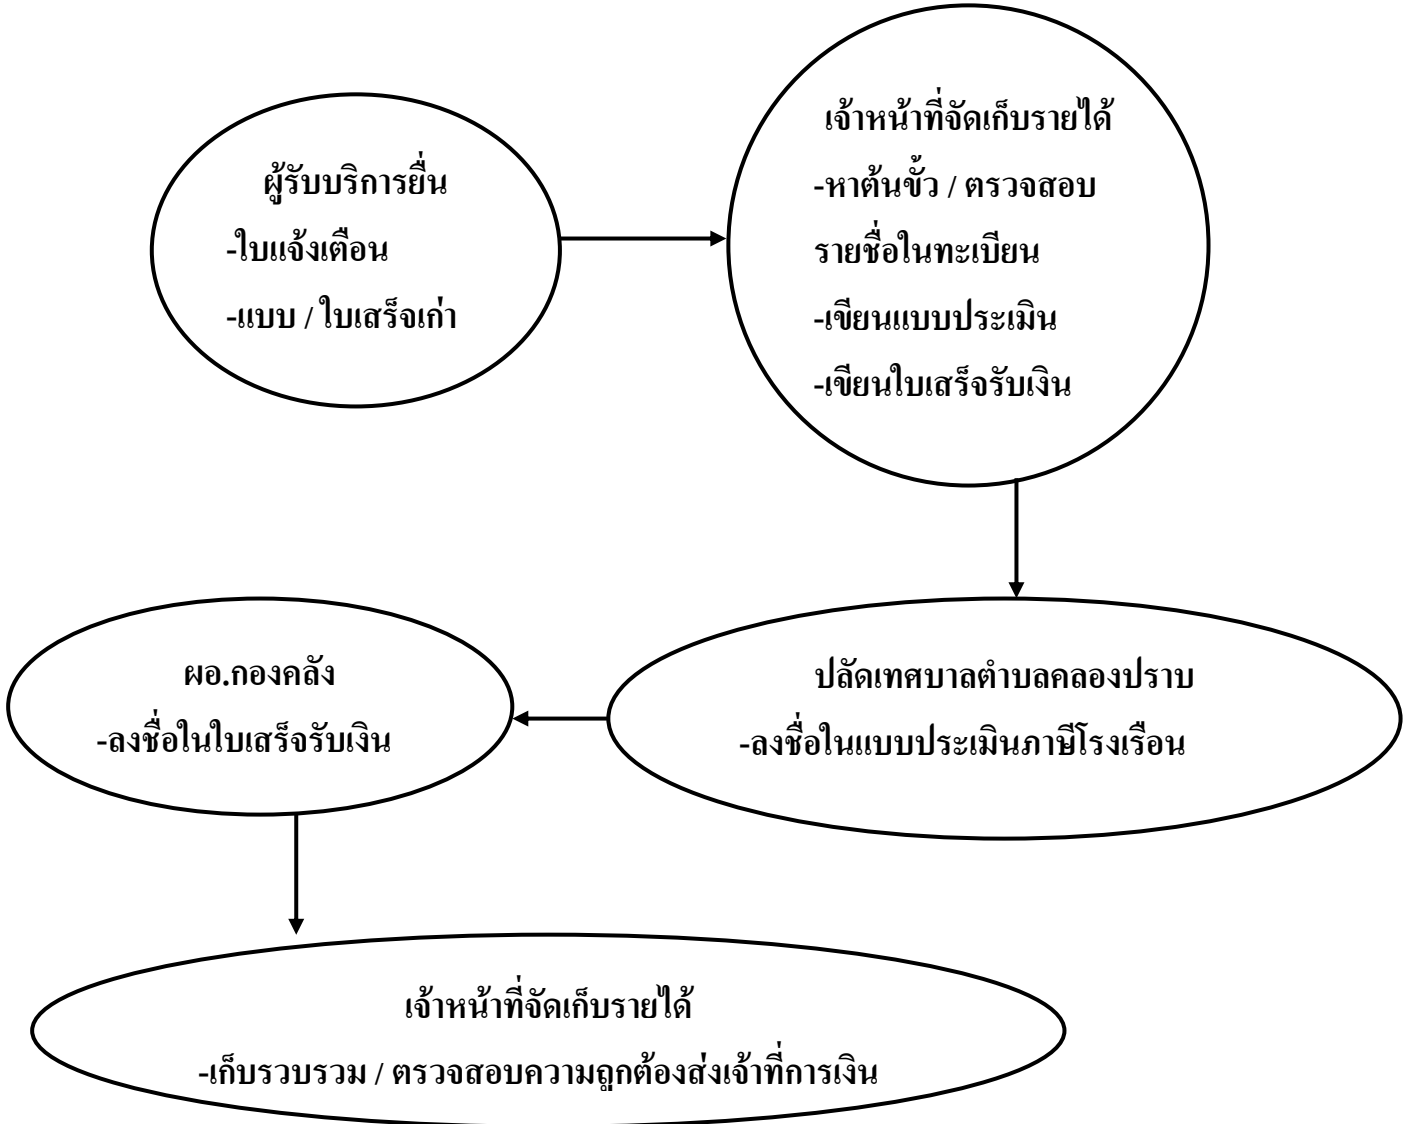 ผู้รับบริการยื่น
-ใบแจ้งเตือน
-แบบ / ใบเสร็จเก่า
เจ้าหน้าที่จัดเก็บรายได้
-หาต้นขั้ว / ตรวจสอบ
รายชื่อในทะเบียน
-เขียนแบบประเมิน
-เขียนใบเสร็จรับเงิน
ปลัดเทศบาลตำบลคลองปราบ
-ลงชื่อในแบบประเมินภาษีโรงเรือน
ผอ.กองคลัง
-ลงชื่อในใบเสร็จรับเงิน
เจ้าหน้าที่จัดเก็บรายได้
-เก็บรวบรวม / ตรวจสอบความถูกต้องส่งเจ้าที่การเงิน